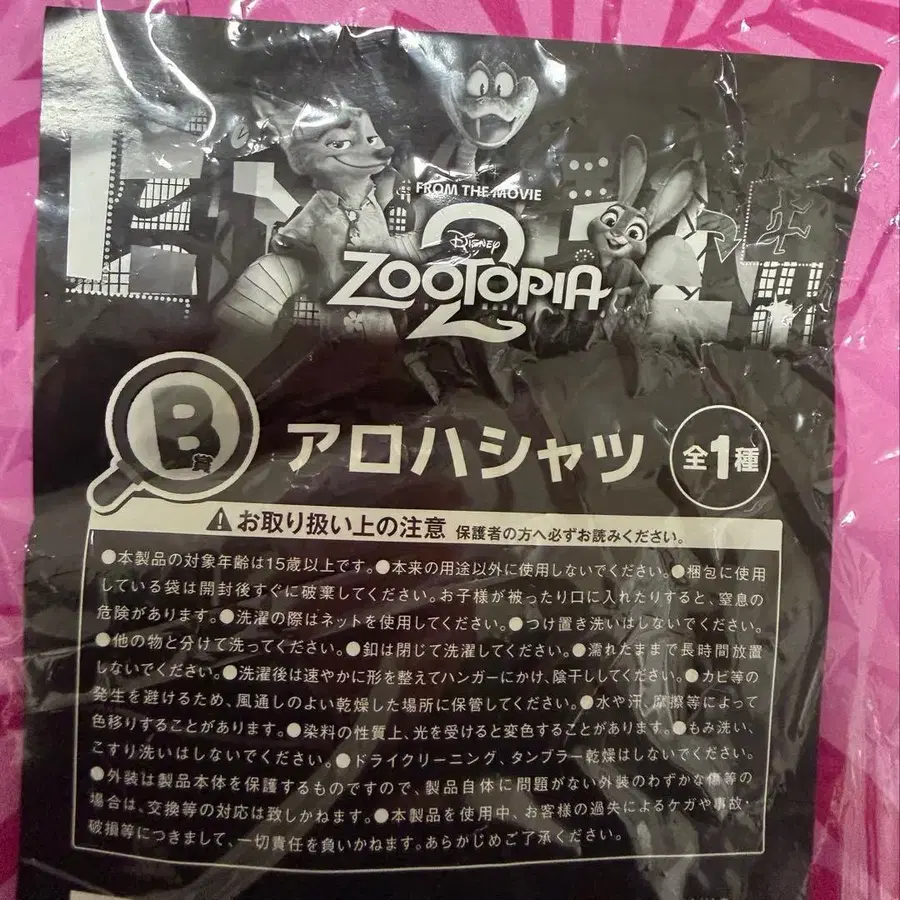 FROM THE MOVIE
Disney
ZOOTOPIA
2
B賞
アロハシャツ
全1種
お取り扱い上の注意 保護者の方へ必ずお読みください。
●本製品の対象年齢は15歳以上です。●本来の用途以外に使用しないでください。●梱包に使用
している袋は開封後すぐに破棄してください。お子様が被ったり口に入れたりすると、窒息の
危険があります。●洗濯の際はネットを使用してください。●つけ置き洗いはしないでください。
●他の物と分けて洗ってください。●釦は閉じて洗濯してください。●濡れたままで長時間放置
しないでください。●洗濯後は速やかに形を整えてハンガーにかけ、陰干ししてください。●カビ等の
発生を避けるため、風通しのよい乾燥した場所に保管してください。●水や汗、摩擦等によって
色移りすることがあります。●染料の性質上、光を受けると変色することがあります。●もみ洗い、
こすり洗いはしないでください。●ドライクリーニング、タンブラー乾燥はしないでください。
●外装は製品本体を保護するものですので、製品自体に問題がない外装のわずかな傷等の
場合は、交換等の対応は致しかねます。●本製品を使用中、お客様の過失によるケガや事故・
破損等につきまして、一切責任を負いかねます。あらかじめご了承ください。